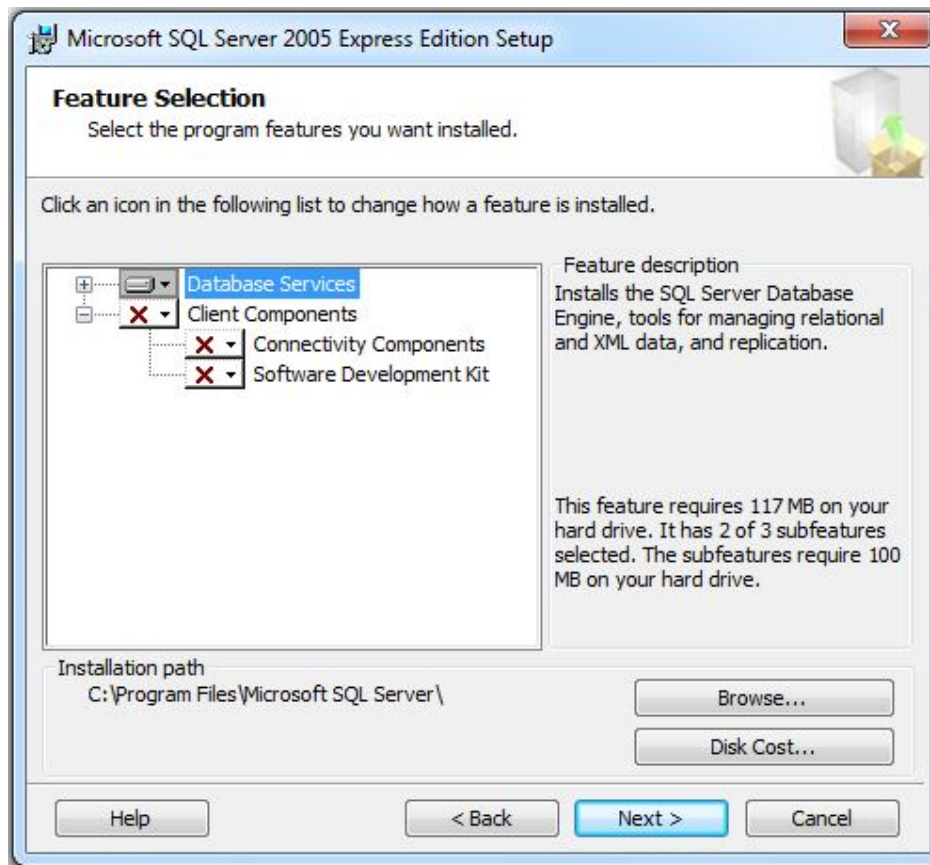 Microsoft SQL Server 2005 Express Edition Setup
Feature Selection
Select the program features you want installed.
Click an icon in the following list to change how a feature is installed.
Database Services
Client Components
Connectivity Components
Software Development Kit
Feature description
Installs the SQL Server Database
Engine, tools for managing relational
and XML data, and replication.
This feature requires 117 MB on your
hard drive. It has 2 of 3 subfeatures
selected. The subfeatures require 100
MB on your hard drive.
Installation path
C:\Program Files\Microsoft SQL Server\
Browse...
Disk Cost...
Help
< Back
Next >
Cancel